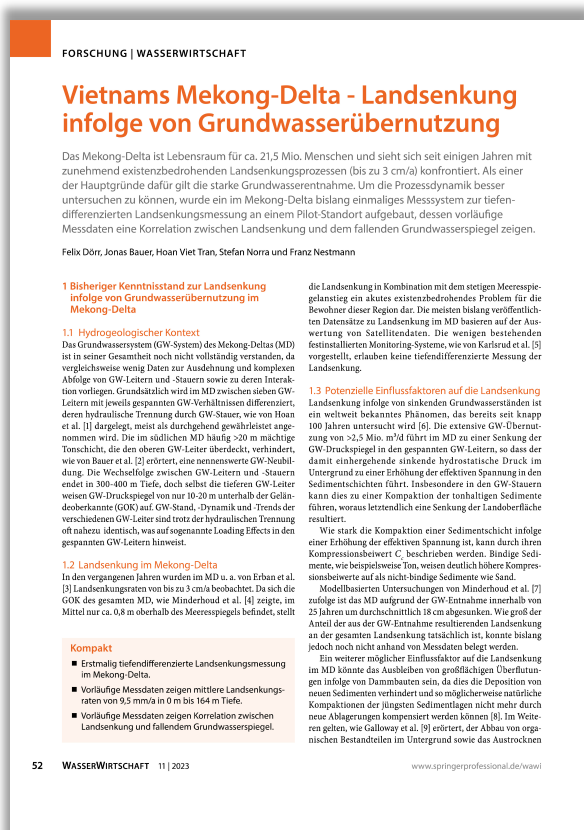 FORSCHUNG | WASSERWIRTSCHAFT
Vietnams Mekong-Delta - Landsenkung
infolge von Grundwasserübernutzung
Das Mekong-Delta ist Lebensraum für ca. 21,5 Mio. Menschen und sieht sich seit einigen Jahren mit
zunehmend existenzbedrohenden Landsenkungsprozessen (bis zu 3 cm/a) konfrontiert. Als einer
der Hauptgründe dafür gilt die starke Grundwasserentnahme. Um die Prozessdynamik besser
untersuchen zu können, wurde ein im Mekong-Delta bislang einmaliges Messsystem zur tiefen-
differenzierten Landsenkungsmessung an einem Pilot-Standort aufgebaut, dessen vorläufige
Messdaten eine Korrelation zwischen Landsenkung und dem fallenden Grundwasserspiegel zeigen.
Felix Dörr, Jonas Bauer, Hoan Viet Tran, Stefan Norra und Franz Nestmann
1 Bisheriger Kenntnisstand zur Landsenkung
infolge von Grundwasserübernutzung im
Mekong-Delta
1.1 Hydrogeologischer Kontext
Das Grundwassersystem (GW-System) des Mekong-Deltas (MD)
ist in seiner Gesamtheit noch nicht vollständig verstanden, da
vergleichsweise wenig Daten zur Ausdehnung und komplexen
Abfolge von GW-Leitern und -Stauern sowie zu deren Interak-
tion vorliegen. Grundsätzlich wird im MD zwischen sieben GW-
Leitern mit jeweils gespannten GW-Verhältnissen differenziert,
deren hydraulische Trennung durch GW-Stauer, wie von Hoan
et al. [1] dargelegt, meist als durchgehend gewährleistet ange-
nommen wird. Die im südlichen MD häufig >20 m mächtige
Tonschicht, die den oberen GW-Leiter überdeckt, verhindert,
wie von Bauer et al. [2] erörtert, eine nennenswerte GW-Neubil-
dung. Die Wechselfolge zwischen GW-Leitern und -Stauern
endet in 300-400 m Tiefe, doch selbst die tieferen GW-Leiter
weisen GW-Druckspiegel von nur 10-20 m unterhalb der Gelän-
deoberkannte (GOK) auf. GW-Stand, -Dynamik und -Trends der
verschiedenen GW-Leiter sind trotz der hydraulischen Trennung
oft nahezu identisch, was auf sogenannte Loading Effects in den
gespannten GW-Leitern hinweist.
1.2 Landsenkung im Mekong-Delta
In den vergangenen Jahren wurden im MD u. a. von Erban et al.
[3] Landsenkungsraten von bis zu 3 cm/a beobachtet. Da sich die
GOK des gesamten MD, wie Minderhoud et al. [4] zeigte, im
Mittel nur ca. 0,8 m oberhalb des Meeresspiegels befindet, stellt
Kompakt
■ Erstmalig tiefendifferenzierte Landsenkungsmessung
im Mekong-Delta.
■ Vorläufige Messdaten zeigen mittlere Landsenkungs-
raten von 9,5 mm/a in 0 m bis 164 m Tiefe.
■ Vorläufige Messdaten zeigen Korrelation zwischen
Landsenkung und fallendem Grundwasserspiegel.
die Landsenkung in Kombination mit dem stetigen Meeresspie-
gelanstieg ein akutes existenzbedrohendes Problem für die
Bewohner dieser Region dar. Die meisten bislang veröffentlich-
ten Datensätze zu Landsenkung im MD basieren auf der Aus-
wertung von Satellitendaten. Die wenigen bestehenden
festinstallierten Monitoring-Systeme, wie von Karlsrud et al. [5]
vorgestellt, erlauben keine tiefendifferenzierte Messung der
Landsenkung.
1.3 Potenzielle Einflussfaktoren auf die Landsenkung
Landsenkung infolge von sinkenden Grundwasserständen ist
ein weltweit bekanntes Phänomen, das bereits seit knapp
100 Jahren untersucht wird [6]. Die extensive GW-Übernut-
zung von >2,5 Mio. m³/d führt im MD zu einer Senkung der
GW-Druckspiegel in den gespannten GW-Leitern, so dass der
damit einhergehende sinkende hydrostatische Druck im
Untergrund zu einer Erhöhung der effektiven Spannung in den
Sedimentschichten führt. Insbesondere in den GW-Stauern
kann dies zu einer Kompaktion der tonhaltigen Sedimente
führen, woraus letztendlich eine Senkung der Landoberfläche
resultiert.
Wie stark die Kompaktion einer Sedimentschicht infolge
einer Erhöhung der effektiven Spannung ist, kann durch ihren
Kompressionsbeiwert C꜀ beschrieben werden. Bindige Sedi-
mente, wie beispielsweise Ton, weisen deutlich höhere Kompres-
sionsbeiwerte auf als nicht-bindige Sedimente wie Sand.
Modellbasierten Untersuchungen von Minderhoud et al. [7]
zufolge ist das MD aufgrund der GW-Entnahme innerhalb von
25 Jahren um durchschnittlich 18 cm abgesunken. Wie groß der
Anteil der aus der GW-Entnahme resultierenden Landsenkung
an der gesamten Landsenkung tatsächlich ist, konnte bislang
jedoch noch nicht anhand von Messdaten belegt werden.
Ein weiterer möglicher Einflussfaktor auf die Landsenkung
im MD könnte das Ausbleiben von großflächigen Überflutun-
gen infolge von Dammbauten sein, da dies die Deposition von
neuen Sedimenten verhindert und so möglicherweise natürliche
Kompaktionen der jüngsten Sedimentlagen nicht mehr durch
neue Ablagerungen kompensiert werden können [8]. Im Weite-
ren gelten, wie Galloway et al. [9] erörtert, der Abbau von orga-
nischen Bestandteilen im Untergrund sowie das Austrocknen
52 WASSERWIRTSCHAFT 11 | 2023
www.springerprofessional.de/wawi